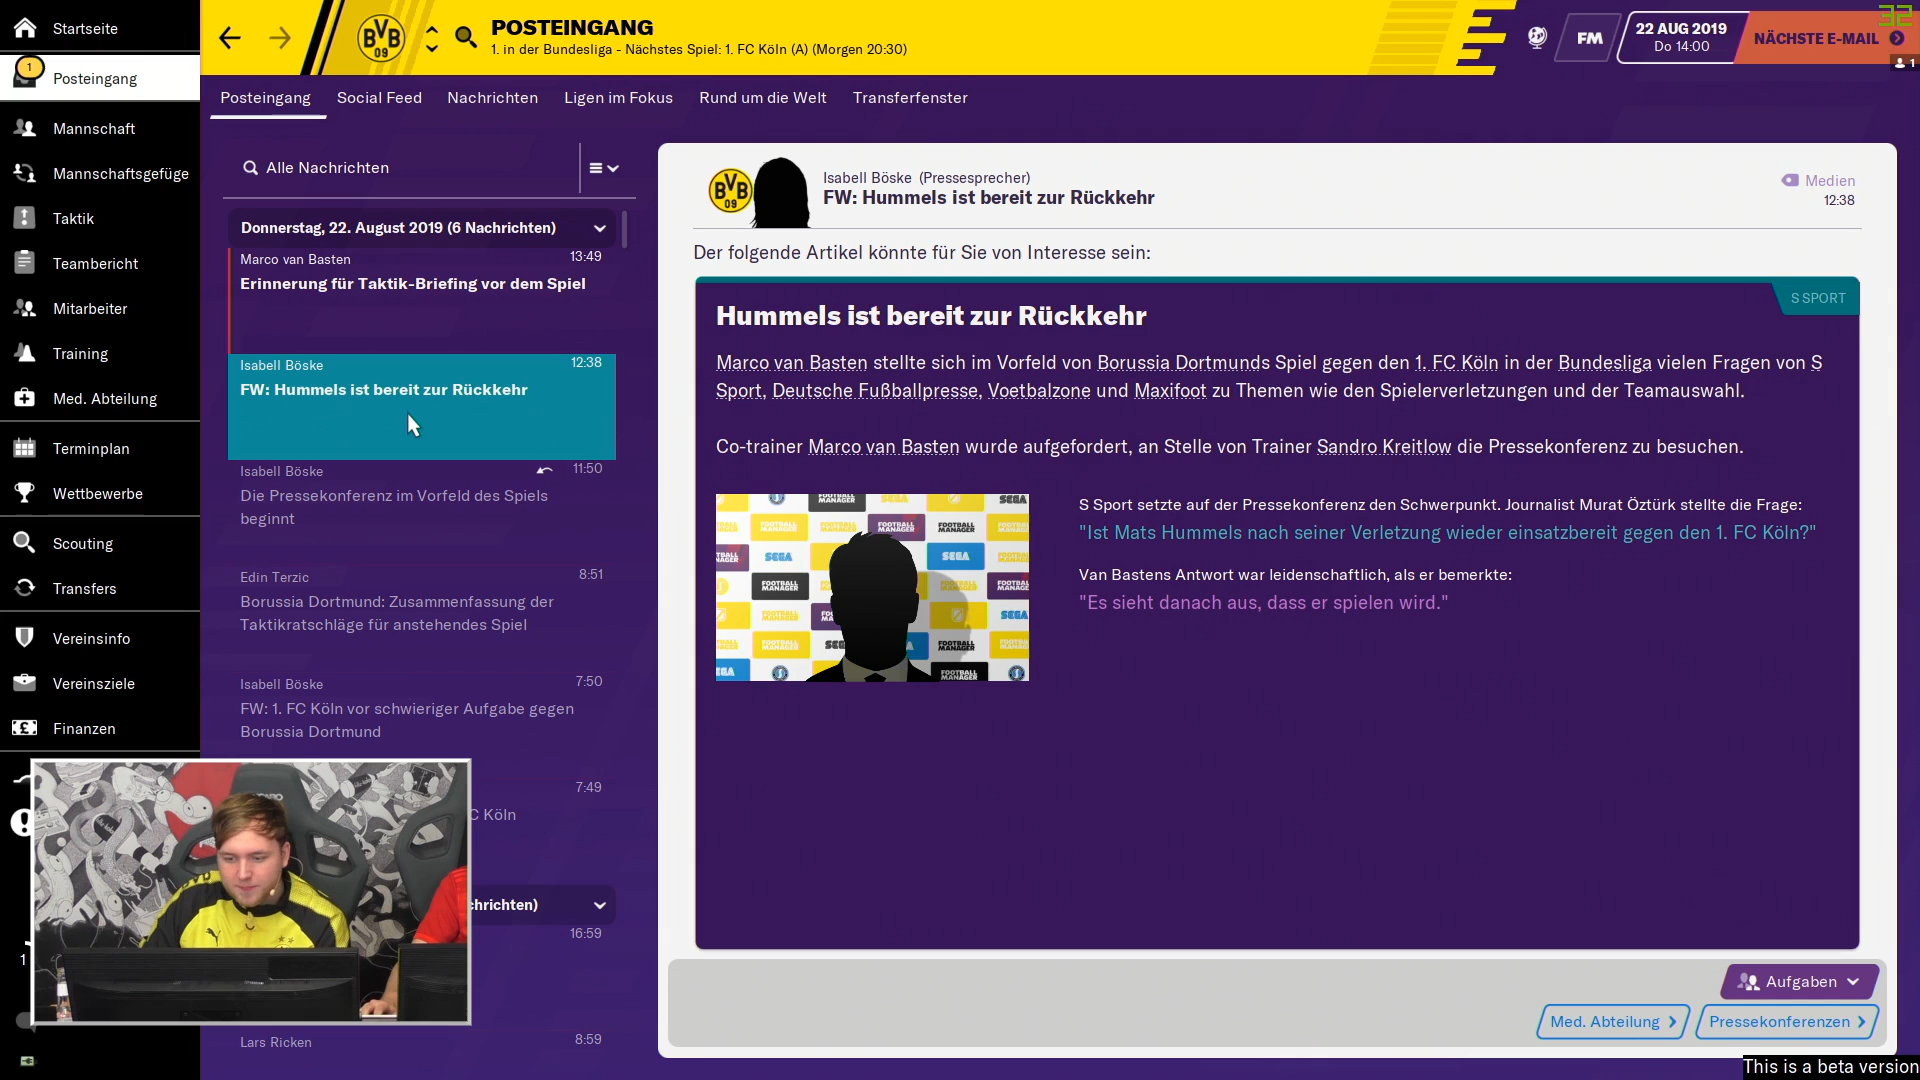 Startseite
1
Posteingang
Mannschaft
Mannschaftsgefüge
Taktik
Teambericht
Mitarbeiter
Training
Med. Abteilung
Terminplan
Wettbewerbe
Scouting
Transfers
Vereinsinfo
Vereinsziele
Finanzen
1
BVB
09
POSTEINGANG
1. in der Bundesliga - Nächstes Spiel: 1. FC Köln (A) (Morgen 20:30)
FM
22 AUG 2019
Do 14:00
NÄCHSTE E-MAIL
32
1
Posteingang Social Feed Nachrichten Ligen im Fokus Rund um die Welt Transferfenster
Alle Nachrichten
Donnerstag, 22. August 2019 (6 Nachrichten)
Marco van Basten 13:49
Erinnerung für Taktik-Briefing vor dem Spiel
Isabell Böske 12:38
FW: Hummels ist bereit zur Rückkehr
Isabell Böske 11:50
Die Pressekonferenz im Vorfeld des Spiels
beginnt
Edin Terzic 8:51
Borussia Dortmund: Zusammenfassung der
Taktikratschläge für anstehendes Spiel
Isabell Böske 7:50
FW: 1. FC Köln vor schwieriger Aufgabe gegen
Borussia Dortmund
7:49
C Köln
chrichten)
16:59
Lars Ricken 8:59
BVB
09
Isabell Böske (Pressesprecher)
FW: Hummels ist bereit zur Rückkehr
Medien
12:38
Der folgende Artikel könnte für Sie von Interesse sein:
S SPORT
Hummels ist bereit zur Rückkehr
Marco van Basten stellte sich im Vorfeld von Borussia Dortmunds Spiel gegen den 1. FC Köln in der Bundesliga vielen Fragen von S
Sport, Deutsche Fußballpresse, Voetbalzone und Maxifoot zu Themen wie den Spielerverletzungen und der Teamauswahl.
Co-trainer Marco van Basten wurde aufgefordert, an Stelle von Trainer Sandro Kreitlow die Pressekonferenz zu besuchen.
SEGA
FOOTBALL MANAGER
S Sport setzte auf der Pressekonferenz den Schwerpunkt. Journalist Murat Öztürk stellte die Frage:
"Ist Mats Hummels nach seiner Verletzung wieder einsatzbereit gegen den 1. FC Köln?"
Van Bastens Antwort war leidenschaftlich, als er bemerkte:
"Es sieht danach aus, dass er spielen wird."
Aufgaben
Med. Abteilung
Pressekonferenzen
This is a beta version